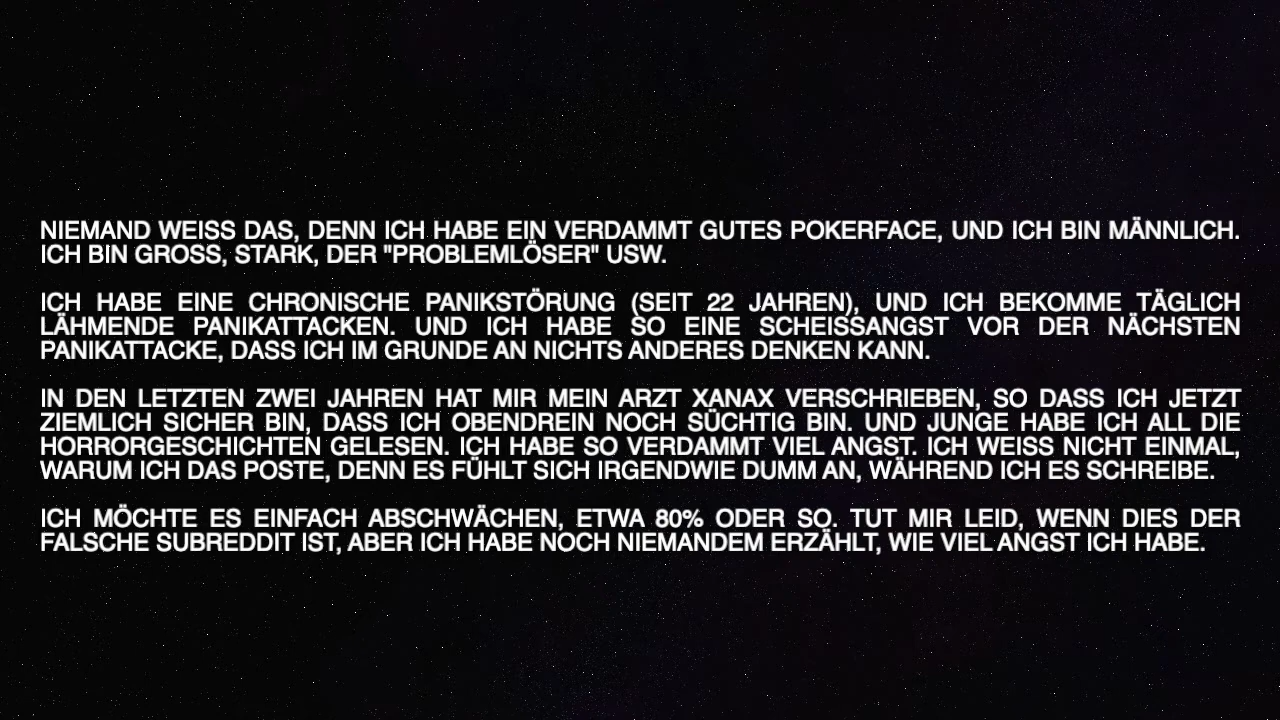 NIEMAND WEISS DAS, DENN ICH HABE EIN VERDAMMT GUTES POKERFACE, UND ICH BIN MÄNNLICH.
ICH BIN GROSS, STARK, DER "PROBLEMLÖSER" USW.
ICH HABE EINE CHRONISCHE PANIKSTÖRUNG (SEIT 22 JAHREN), UND ICH BEKOMME TÄGLICH
LÄHMENDE PANIKATTACKEN. UND ICH HABE SO EINE SCHEISSANGST VOR DER NÄCHSTEN
PANIKATTACKE, DASS ICH IM GRUNDE AN NICHTS ANDERES DENKEN KANN.
IN DEN LETZTEN ZWEI JAHREN HAT MIR MEIN ARZT XANAX VERSCHRIEBEN, SO DASS ICH JETZT
ZIEMLICH SICHER BIN, DASS ICH OBENDREIN NOCH SÜCHTIG BIN. UND JUNGE HABE ICH ALL DIE
HORRORGESCHICHTEN GELESEN. ICH HABE SO VERDAMMT VIEL ANGST. ICH WEISS NICHT EINMAL,
WARUM ICH DAS POSTE, DENN ES FÜHLT SICH IRGENDWIE DUMM AN, WÄHREND ICH ES SCHREIBE.
ICH MÖCHTE ES EINFACH ABSCHWÄCHEN, ETWA 80% ODER SO. TUT MIR LEID, WENN DIES DER
FALSCHE SUBREDDIT IST, ABER ICH HABE NOCH NIEMANDEM ERZÄHLT, WIE VIEL ANGST ICH HABE.